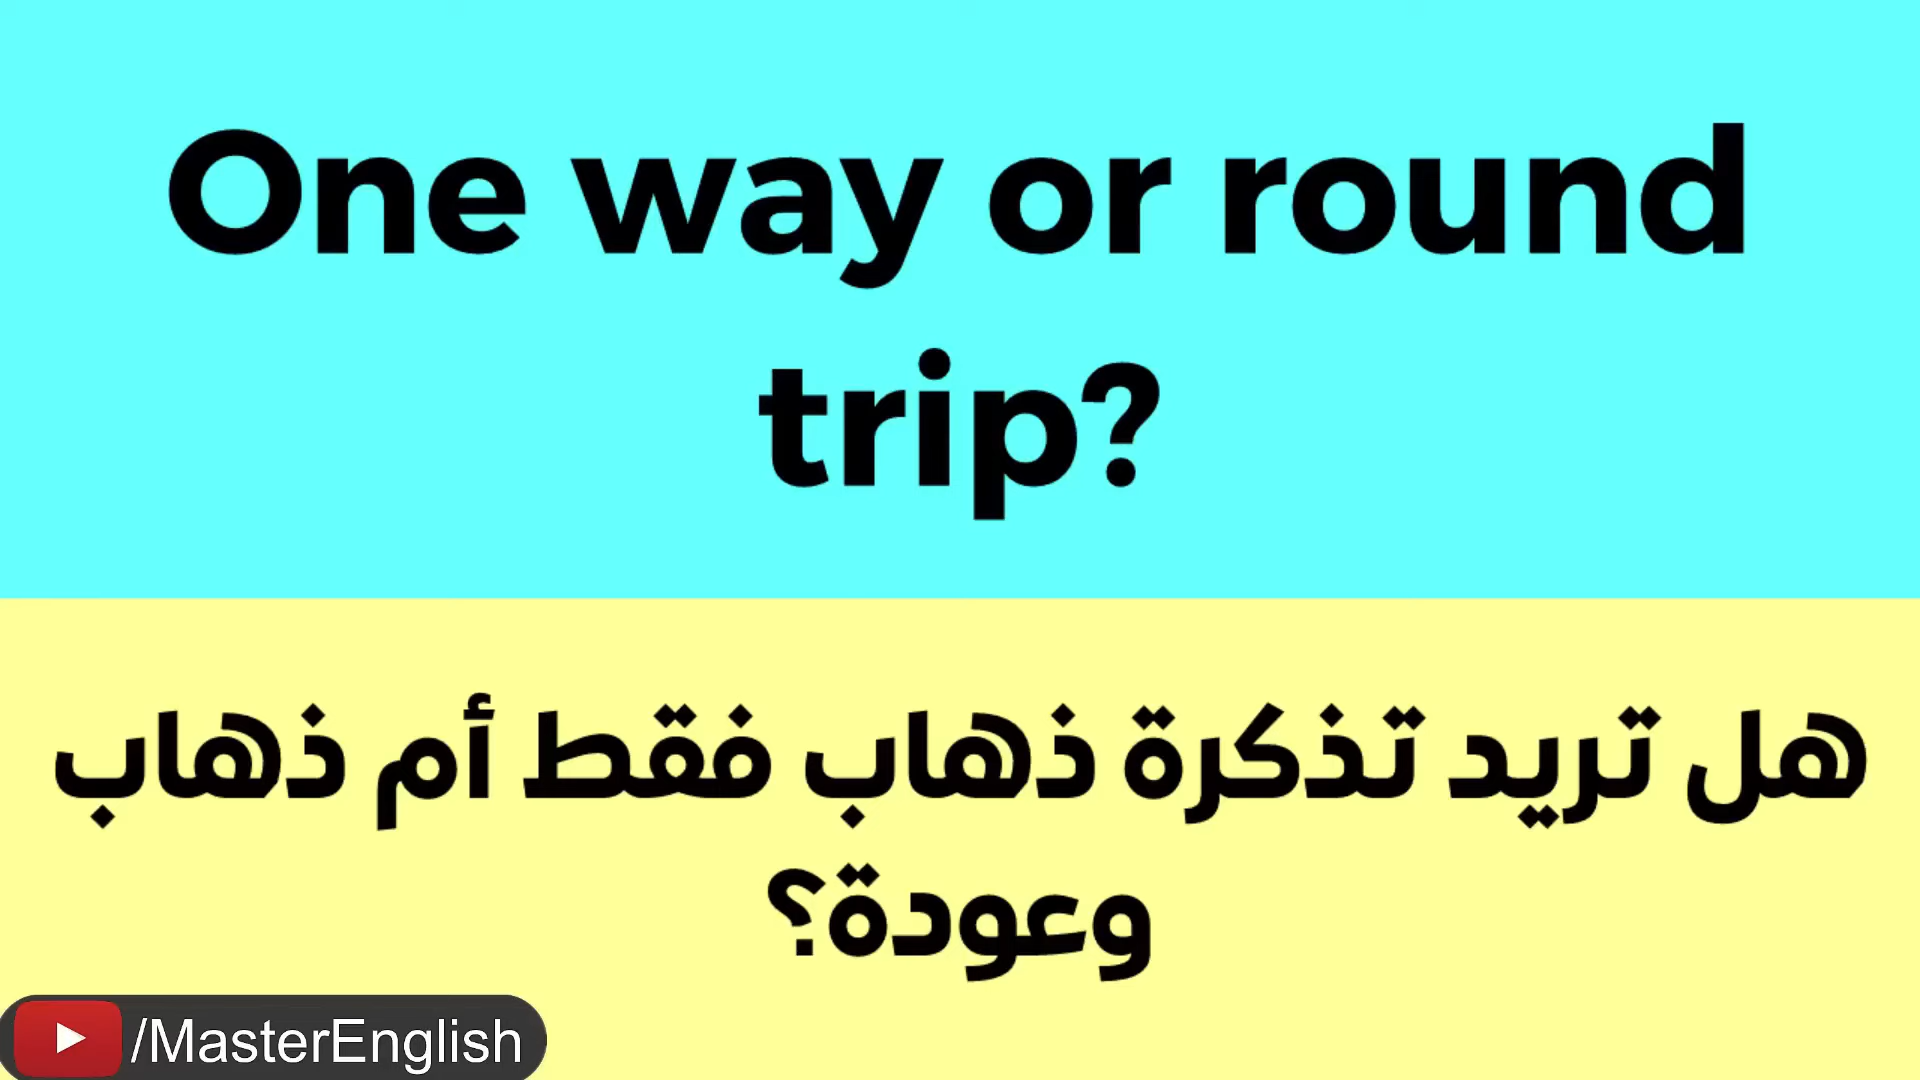 One way or round
trip?
هل تريد تذكرة ذهاب فقط أم ذهاب
وعودة؟
/MasterEnglish